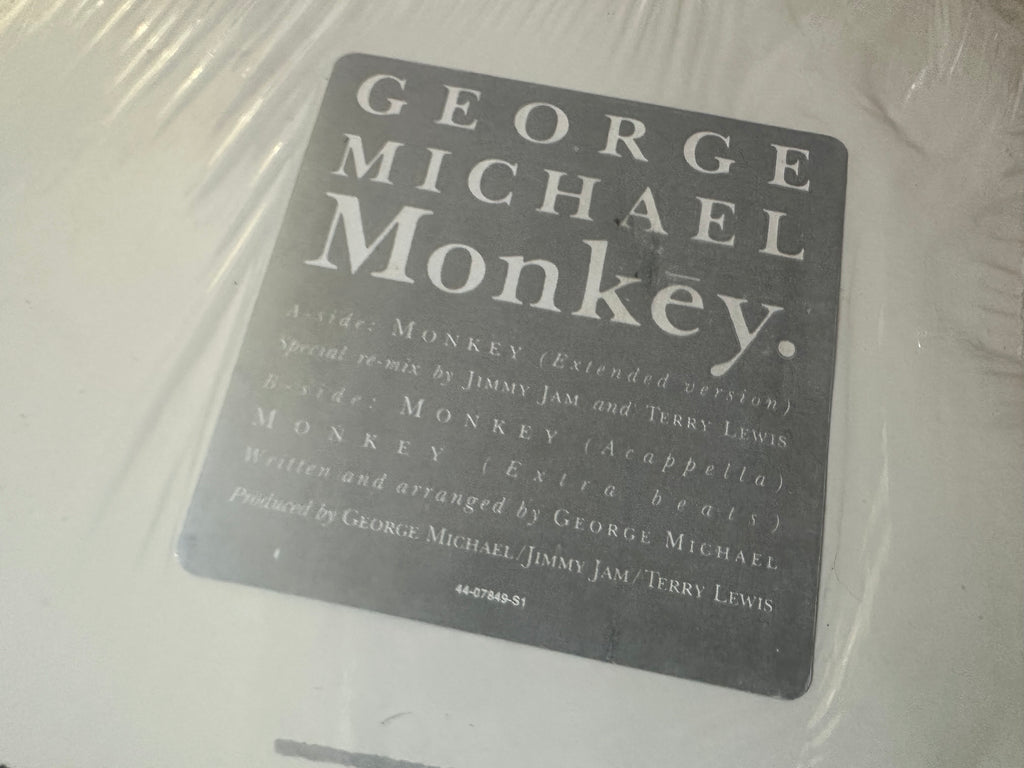 GEORGE
MICHAEL
Monkēy.
A-side: MONKEY (Extended version)
Special re-mix by JIMMY JAM and TERRY LEWIS
B-side: MONKEY (Acappella)
MONKEY (Extra beats)
Written and arranged by GEORGE MICHAEL
Produced by GEORGE MICHAEL/JIMMY JAM/TERRY LEWIS
44-07849-S1